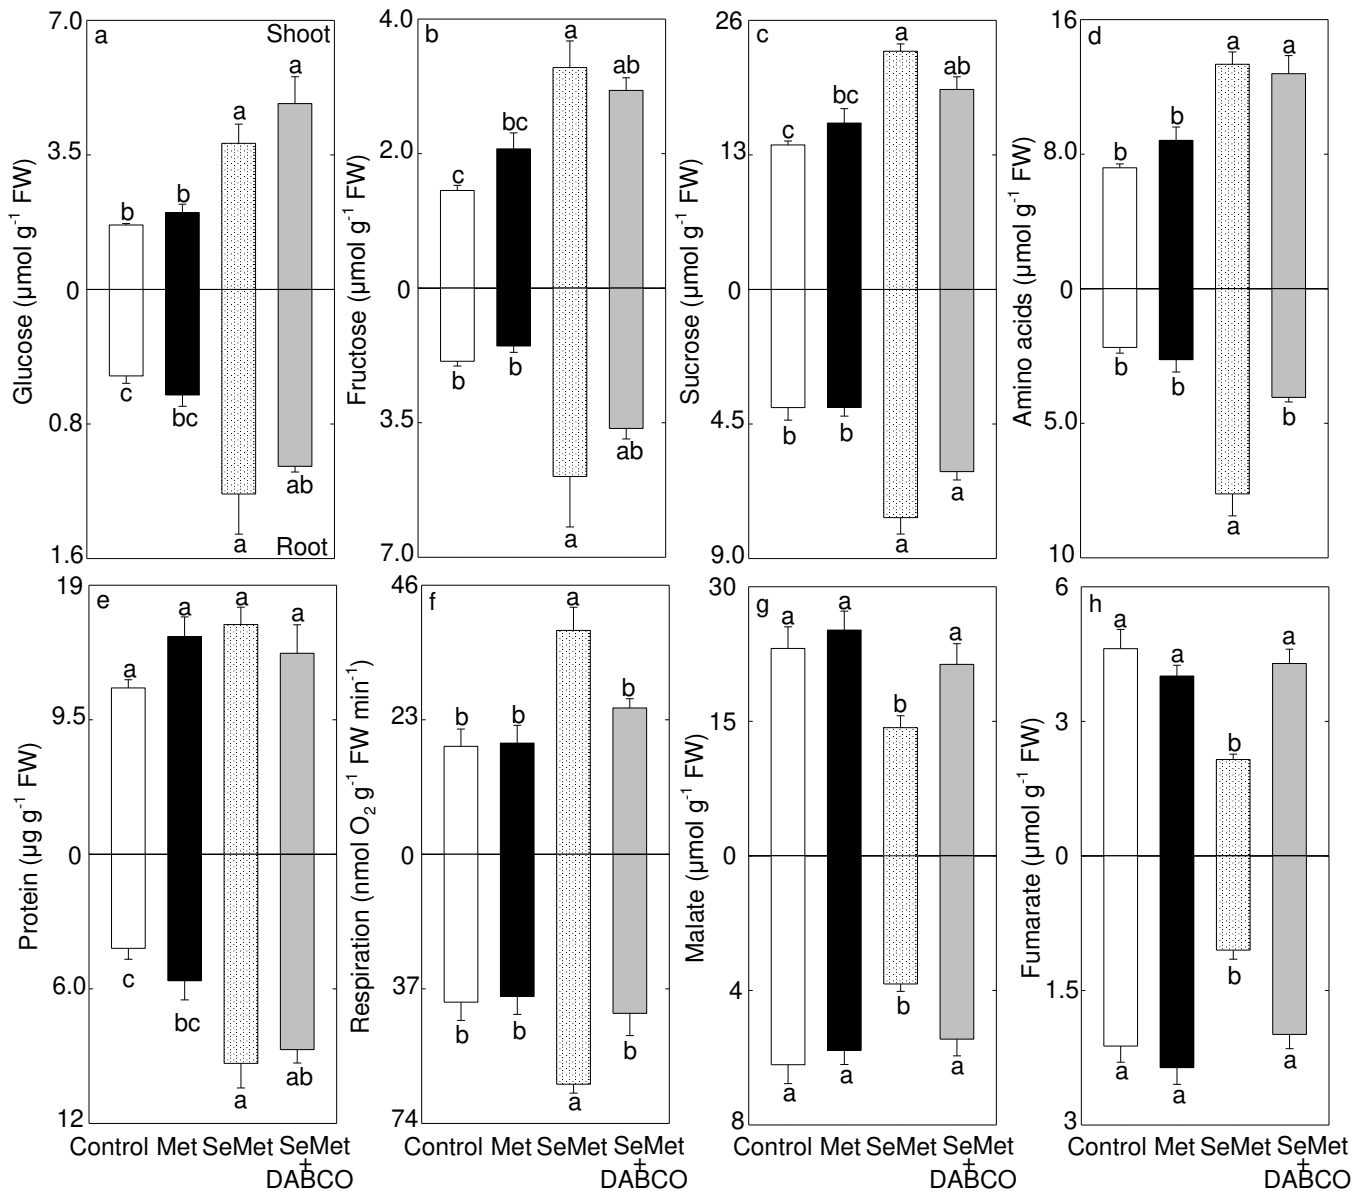 a
Shoot
7.0
3.5
0
0.8
1.6
Glucose (µmol g-1 FW)
b
b
a
a
c
bc
a
ab
Root
b
4.0
2.0
0
3.5
7.0
Fructose (µmol g-1 FW)
c
bc
a
ab
b
b
a
ab
c
26
13
0
4.5
9.0
Sucrose (µmol g-1 FW)
c
bc
a
ab
b
b
a
a
d
16
8.0
0
5.0
10
Amino acids (µmol g-1 FW)
b
b
a
a
b
b
a
b
e
19
9.5
0
6.0
12
Protein (µg g-1 FW)
a
a
a
a
c
bc
a
ab
Control Met SeMet SeMet
+
DABCO
f
46
23
0
37
74
Respiration (nmol O2 g-1 FW min-1)
b
b
a
b
b
b
a
b
Control Met SeMet SeMet
+
DABCO
g
30
15
0
4
8
Malate (µmol g-1 FW)
a
a
b
a
a
a
b
a
Control Met SeMet SeMet
+
DABCO
h
6
3
0
1.5
3
Fumarate (µmol g-1 FW)
a
a
b
a
a
a
b
a
Control Met SeMet SeMet
+
DABCO